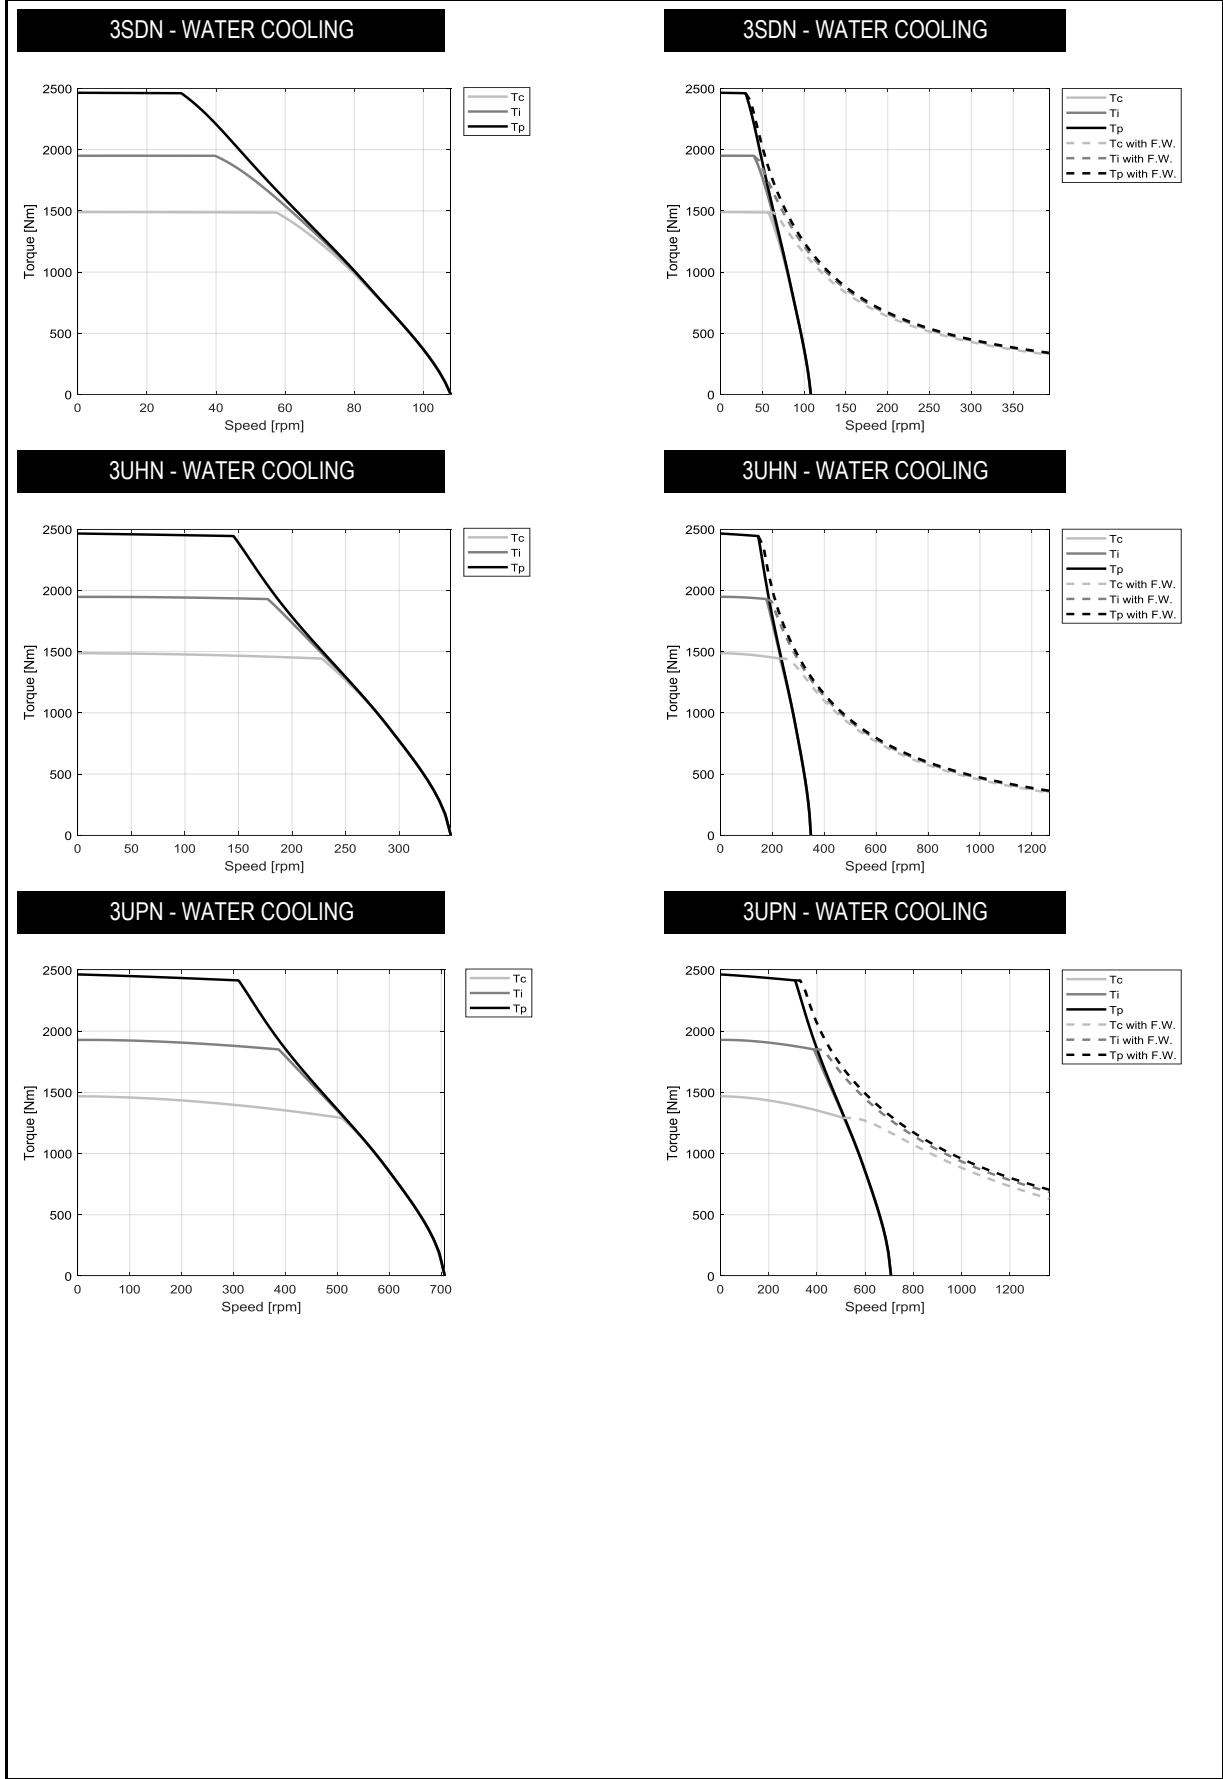 3SDN - WATER COOLING
3SDN - WATER COOLING
2500
2000
1500
1000
500
0
Torque [Nm]
0 20 40 60 80 100
Speed [rpm]
Tc
Ti
Tp
2500
2000
1500
1000
500
0
Torque [Nm]
0 50 100 150 200 250 300 350
Speed [rpm]
Tc
Ti
Tp
Tc with F.W.
Ti with F.W.
Tp with F.W.
3UHN - WATER COOLING
3UHN - WATER COOLING
2500
2000
1500
1000
500
0
Torque [Nm]
0 50 100 150 200 250 300
Speed [rpm]
Tc
Ti
Tp
2500
2000
1500
1000
500
0
Torque [Nm]
0 200 400 600 800 1000 1200
Speed [rpm]
Tc
Ti
Tp
Tc with F.W.
Ti with F.W.
Tp with F.W.
3UPN - WATER COOLING
3UPN - WATER COOLING
2500
2000
1500
1000
500
0
Torque [Nm]
0 100 200 300 400 500 600 700
Speed [rpm]
Tc
Ti
Tp
2500
2000
1500
1000
500
0
Torque [Nm]
0 200 400 600 800 1000 1200
Speed [rpm]
Tc
Ti
Tp
Tc with F.W.
Ti with F.W.
Tp with F.W.